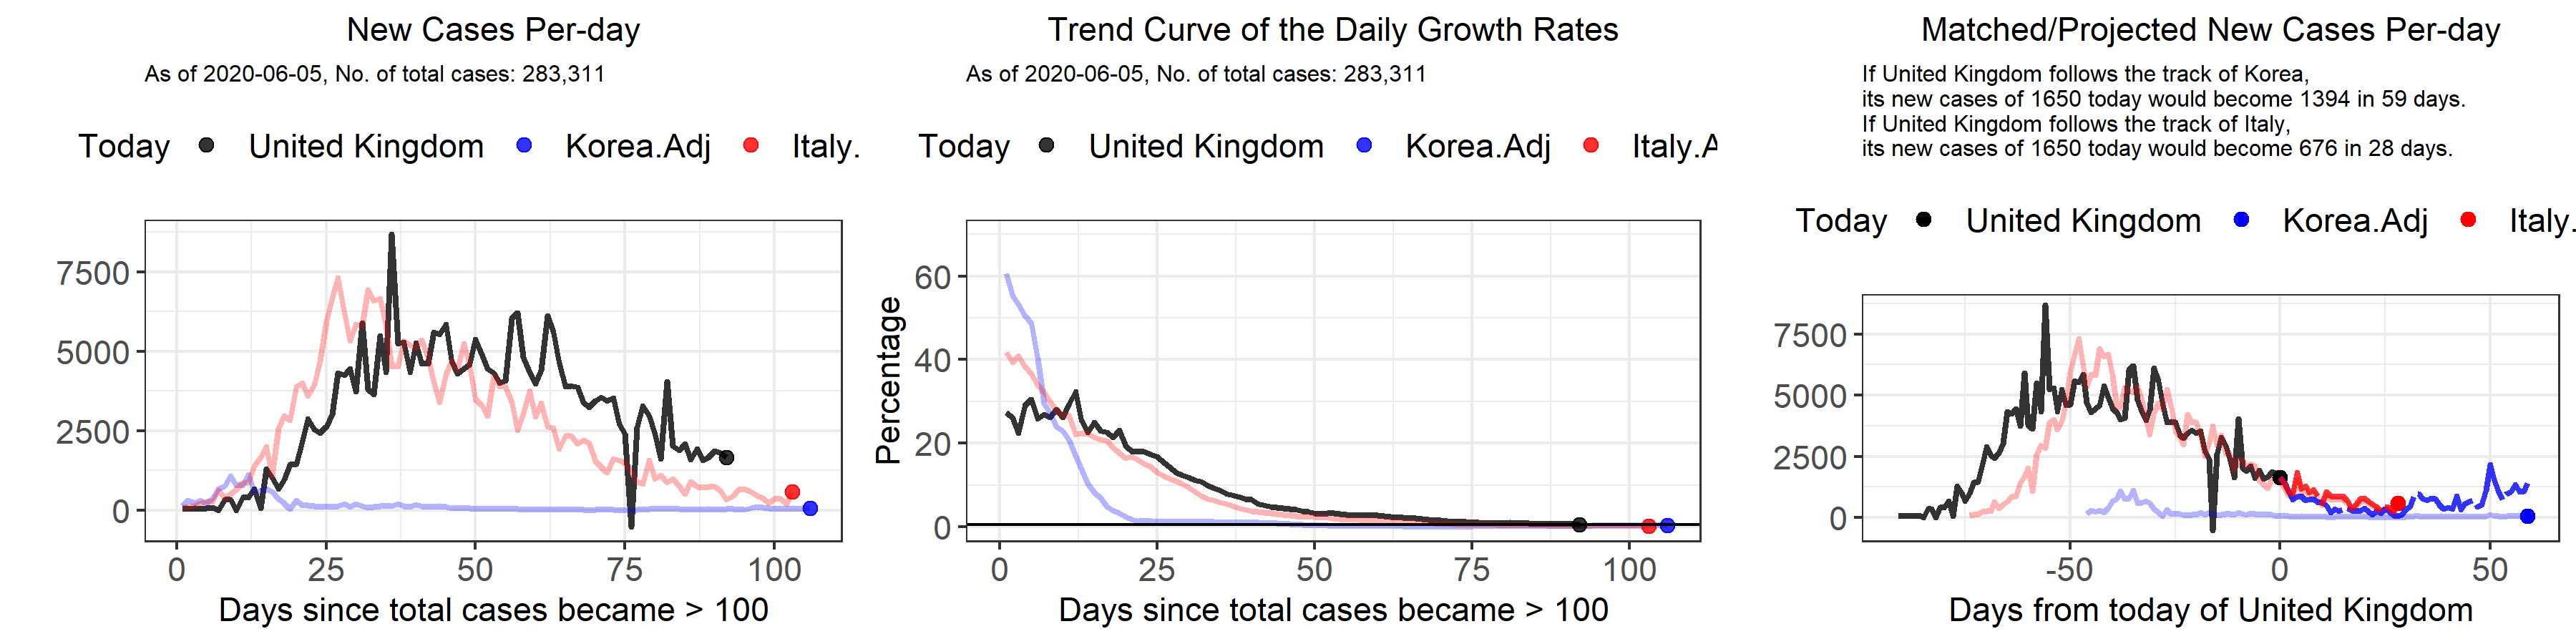 New Cases Per-day
As of 2020-06-05, No. of total cases: 283,311
Today United Kingdom Korea.Adj Italy.
7500
5000
2500
0
0 25 50 75 100
Days since total cases became > 100
Trend Curve of the Daily Growth Rates
As of 2020-06-05, No. of total cases: 283,311
Today United Kingdom Korea.Adj Italy.A
Percentage
60
40
20
0
0 25 50 75 100
Days since total cases became > 100
Matched/Projected New Cases Per-day
If United Kingdom follows the track of Korea,
its new cases of 1650 today would become 1394 in 59 days.
If United Kingdom follows the track of Italy,
its new cases of 1650 today would become 676 in 28 days.
Today United Kingdom Korea.Adj Italy.
7500
5000
2500
0
-50 0 50
Days from today of United Kingdom